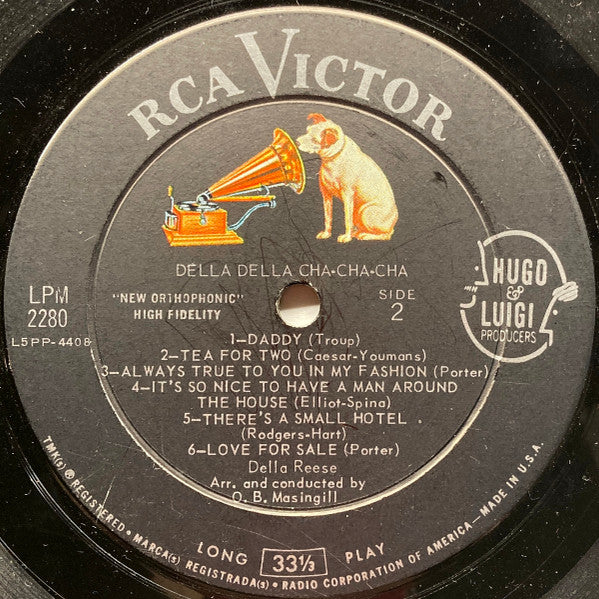 RCA VICTOR
DELLA DELLA CHA•CHA•CHA
LPM
2280
L5PP-4408
"NEW ORTHOPHONIC"
HIGH FIDELITY
SIDE
2
HUGO
&
LUIGI
PRODUCERS
1—DADDY (Troup)
2—TEA FOR TWO (Caesar-Youmans)
3—ALWAYS TRUE TO YOU IN MY FASHION (Porter)
4—IT'S SO NICE TO HAVE A MAN AROUND
THE HOUSE (Elliot-Spina)
5—THERE'S A SMALL HOTEL
(Rodgers-Hart)
6—LOVE FOR SALE (Porter)
Della Reese
Arr. and conducted by
O. B. Masingill
LONG 33⅓ PLAY
TMK(s) ® REGISTERED • MARCA(s) REGISTRADA(s) • RADIO CORPORATION OF AMERICA—MADE IN U.S.A.